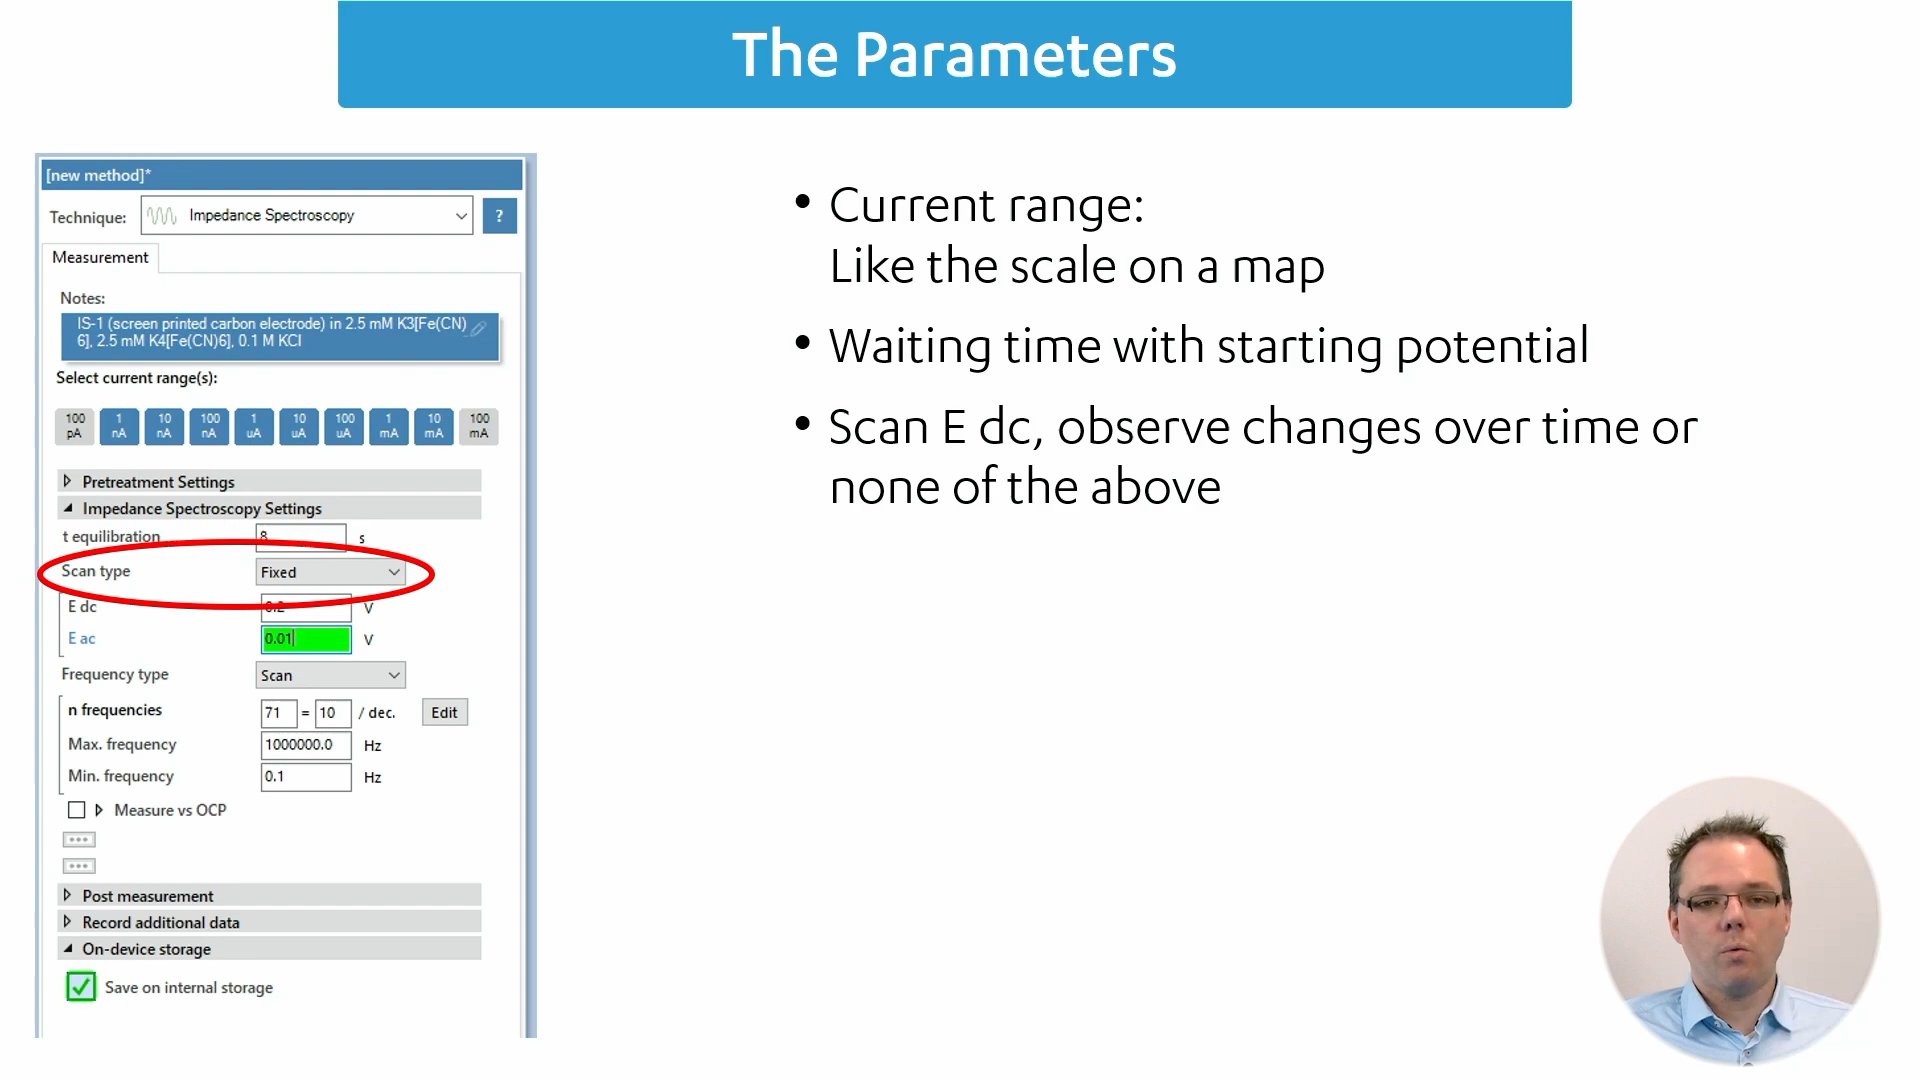 The Parameters
[new method]*
Technique: Impedance Spectroscopy ?
Measurement
Notes:
IS-1 (screen printed carbon electrode) in 2.5 mM K3[Fe(CN)
6], 2.5 mM K4[Fe(CN)6], 0.1 M KCl
Select current range(s):
100 pA 1 nA 10 nA 100 nA 1 uA 10 uA 100 uA 1 mA 10 mA 100 mA
Pretreatment Settings
Impedance Spectroscopy Settings
t equilibration 8 s
Scan type Fixed
E dc 0.2 V
E ac 0.01 V
Frequency type Scan
n frequencies 71 = 10 / dec. Edit
Max. frequency 1000000.0 Hz
Min. frequency 0.1 Hz
Measure vs OCP
Post measurement
Record additional data
On-device storage
Save on internal storage
• Current range:
Like the scale on a map
• Waiting time with starting potential
• Scan E dc, observe changes over time or
none of the above